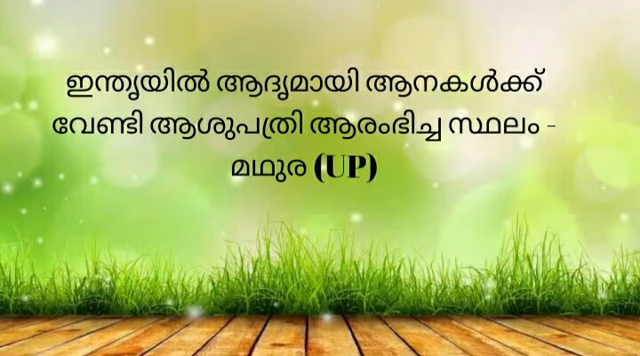 ഇന്ത്യയിൽ ആദ്യമായി ആനകൾക്ക്
വേണ്ടി ആശുപത്രി ആരംഭിച്ച സ്ഥലം -
മഥുര (UP)